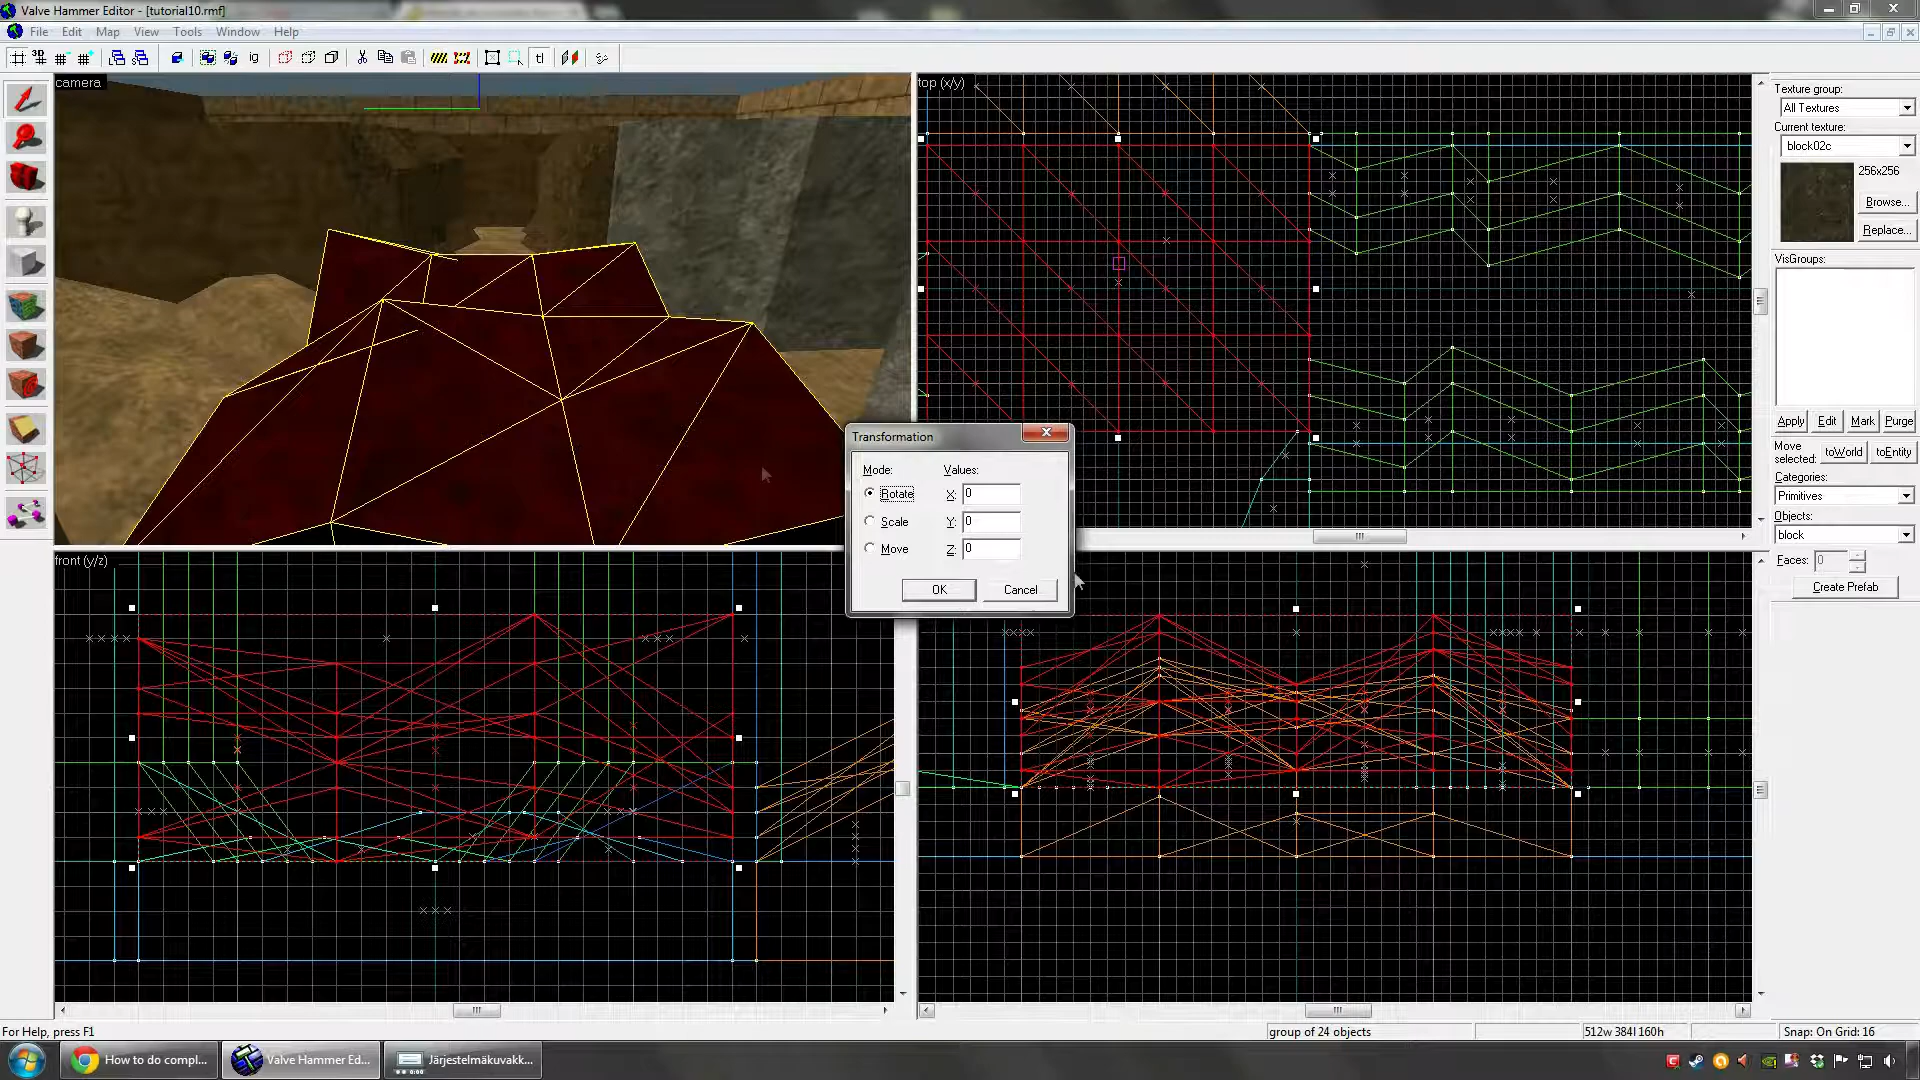 Valve Hammer Editor - [tutorial10.rmf]
File Edit Map View Tools Window Help
3D
ig
tl
camera
top (x/y)
front (y/z)
Texture group:
All Textures
Current texture:
block02c
256x256
Browse...
Replace...
VisGroups:
Apply Edit Mark Purge
Move selected: toWorld toEntity
Categories:
Primitives
Objects:
block
Faces: 0
Create Prefab
Transformation
Mode: Values:
Rotate X: 0
Scale Y: 0
Move Z: 0
OK Cancel
For Help, press F1
group of 24 objects
512w 384l 160h
Snap: On Grid: 16
How to do compl...
Valve Hammer Ed...
Järjestelmäkuvakk...